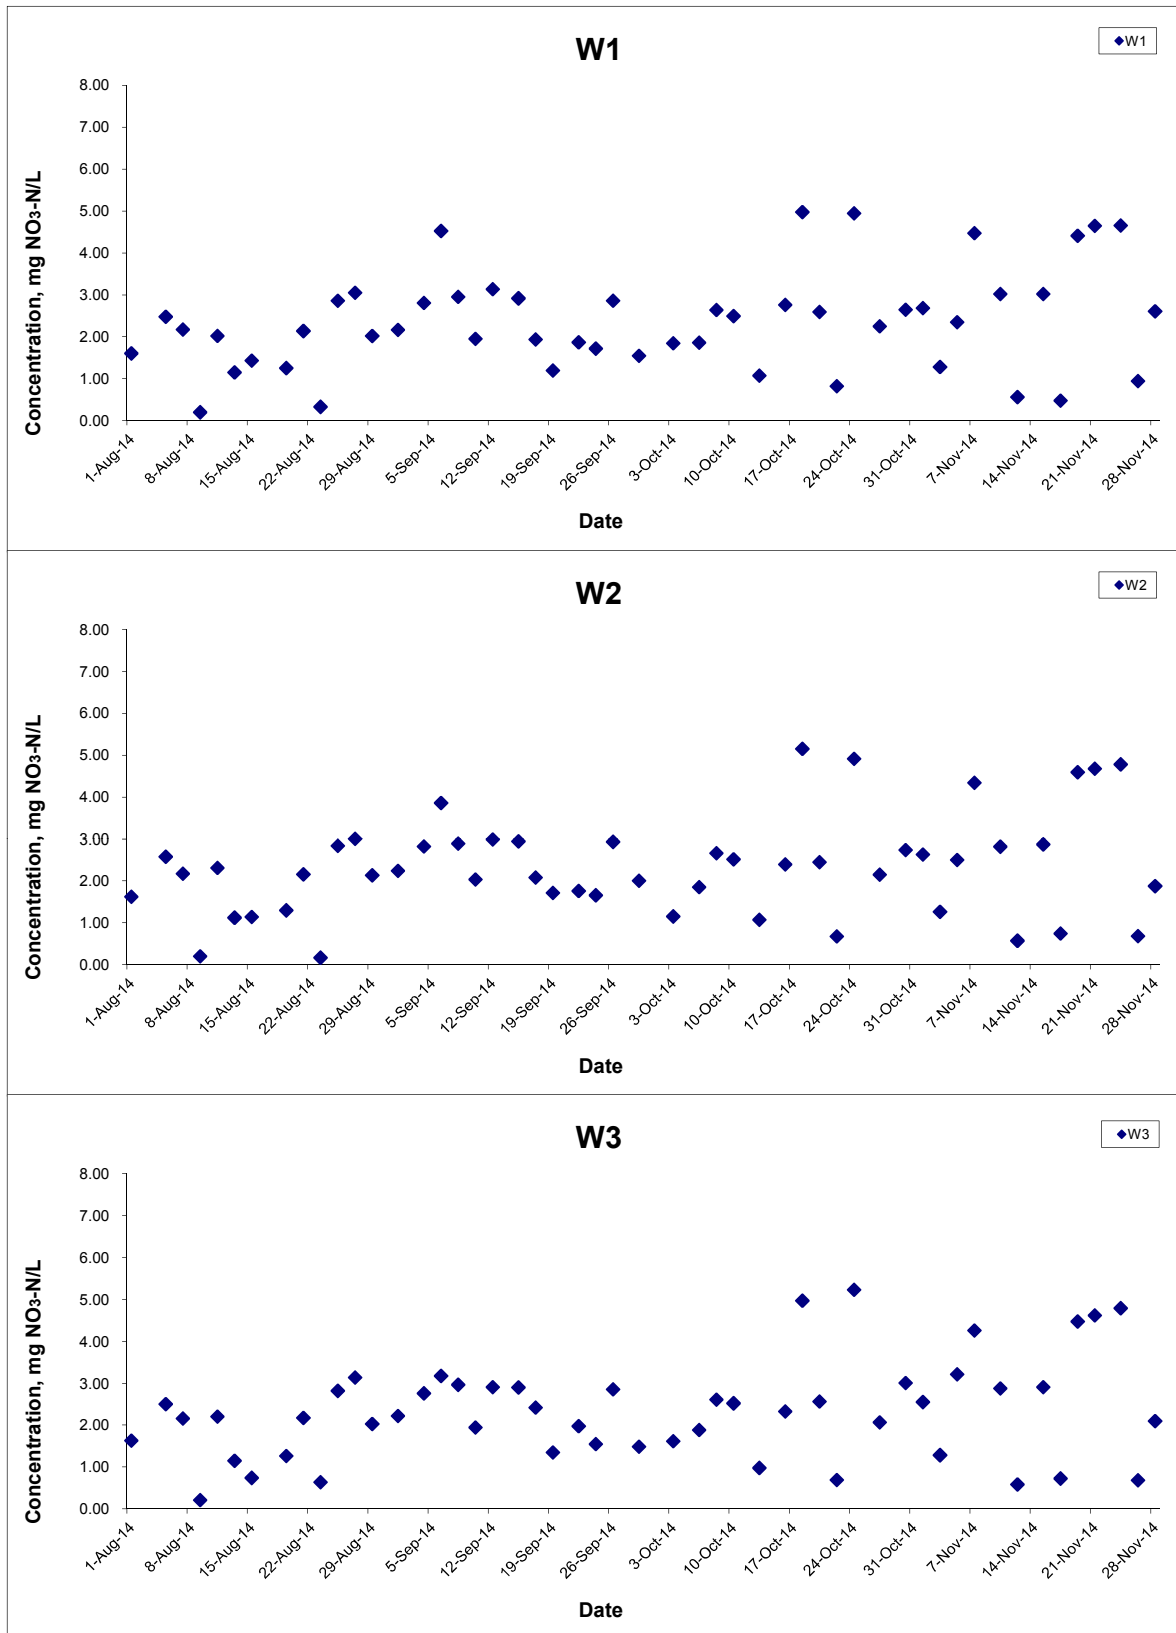 W1
W1
8.00
7.00
6.00
5.00
4.00
3.00
2.00
1.00
0.00
Concentration, mg NO3-N/L
1-Aug-14
8-Aug-14
15-Aug-14
22-Aug-14
29-Aug-14
5-Sep-14
12-Sep-14
19-Sep-14
26-Sep-14
3-Oct-14
10-Oct-14
17-Oct-14
24-Oct-14
31-Oct-14
7-Nov-14
14-Nov-14
21-Nov-14
28-Nov-14
Date
W2
W2
8.00
7.00
6.00
5.00
4.00
3.00
2.00
1.00
0.00
Concentration, mg NO3-N/L
1-Aug-14
8-Aug-14
15-Aug-14
22-Aug-14
29-Aug-14
5-Sep-14
12-Sep-14
19-Sep-14
26-Sep-14
3-Oct-14
10-Oct-14
17-Oct-14
24-Oct-14
31-Oct-14
7-Nov-14
14-Nov-14
21-Nov-14
28-Nov-14
Date
W3
W3
8.00
7.00
6.00
5.00
4.00
3.00
2.00
1.00
0.00
Concentration, mg NO3-N/L
1-Aug-14
8-Aug-14
15-Aug-14
22-Aug-14
29-Aug-14
5-Sep-14
12-Sep-14
19-Sep-14
26-Sep-14
3-Oct-14
10-Oct-14
17-Oct-14
24-Oct-14
31-Oct-14
7-Nov-14
14-Nov-14
21-Nov-14
28-Nov-14
Date